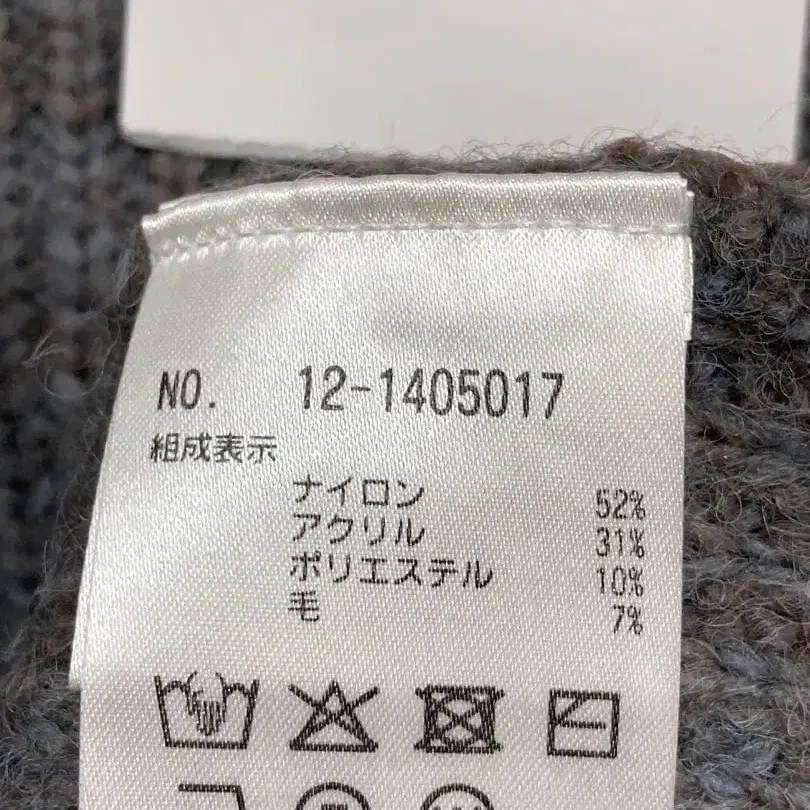 NO. 12-1405017
組成表示
ナイロン 52%
アクリル 31%
ポリエステル 10%
毛 7%